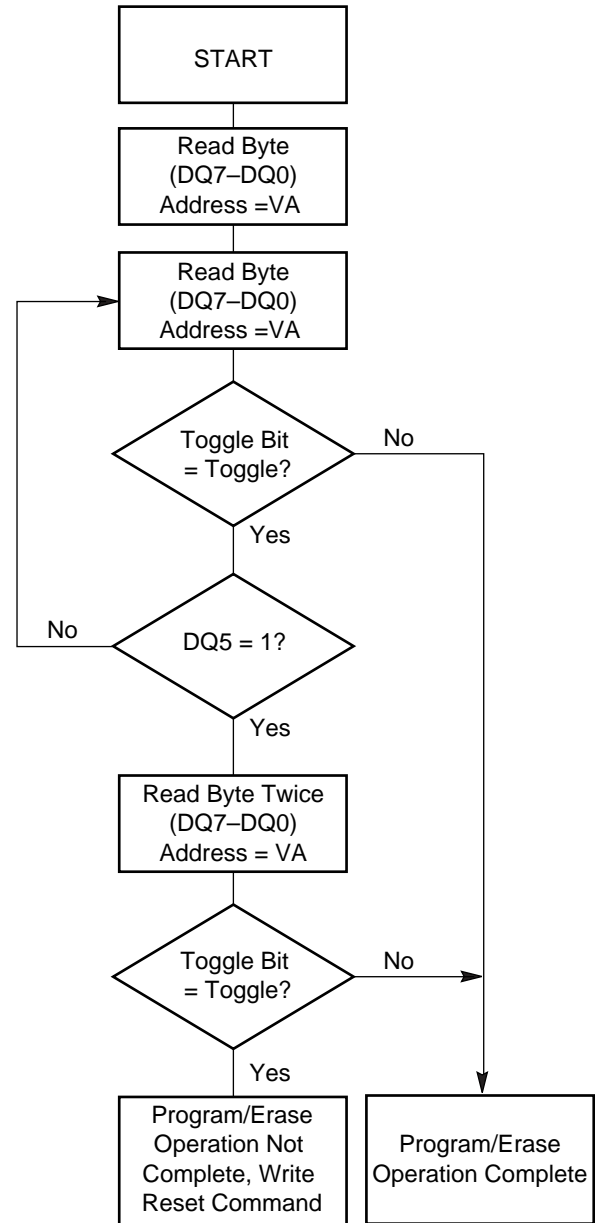 START
Read Byte
(DQ7–DQ0)
Address =VA
Read Byte
(DQ7–DQ0)
Address =VA
Toggle Bit
= Toggle?
No
Yes
No
DQ5 = 1?
Yes
Read Byte Twice
(DQ7–DQ0)
Address = VA
Toggle Bit
= Toggle?
No
Yes
Program/Erase
Operation Not
Complete, Write
Reset Command
Program/Erase
Operation Complete